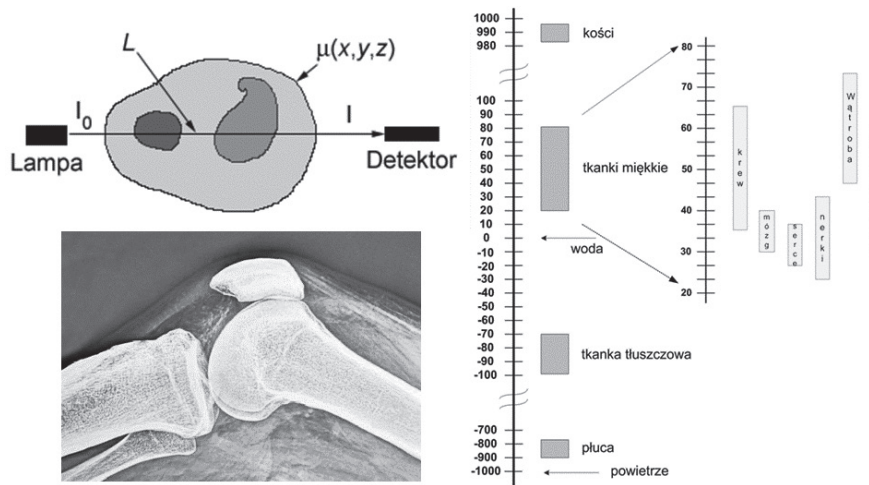 L
μ(x,y,z)
I₀
I
Lampa
Detektor
1000
990
980
100
90
80
70
60
50
40
30
20
10
0
-10
-20
-30
-40
-50
-60
-70
-80
-90
-100
-700
-800
-900
-1000
kości
tkanki miękkie
woda
tkanka tłuszczowa
płuca
powietrze
80
70
60
50
40
30
20
krew
mózg
serce
nerki
Wątroba